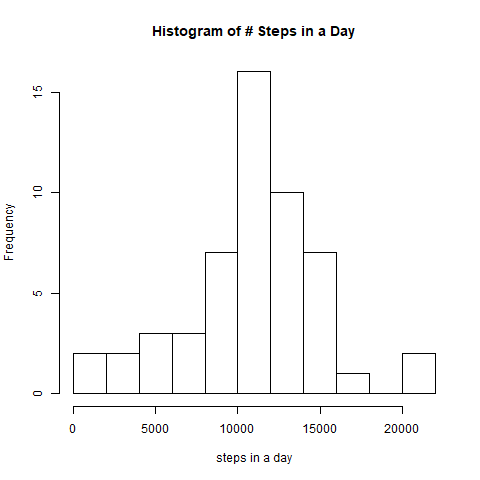 Histogram of # Steps in a Day
Frequency
15
10
5
0
0 5000 10000 15000 20000
steps in a day